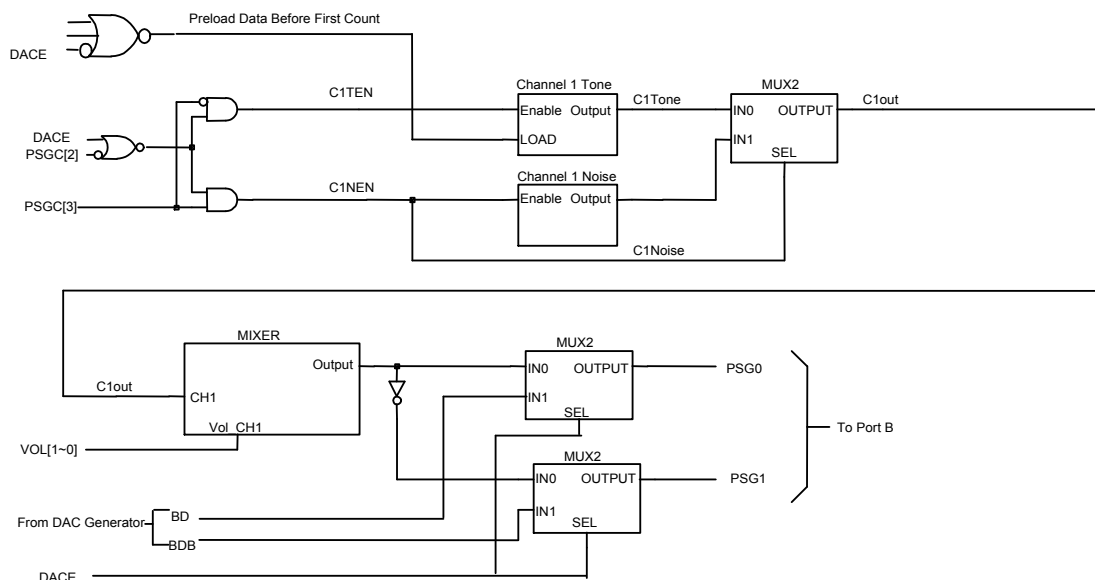 Preload Data Before First Count
DACE
C1TEN
Channel 1 Tone
Enable Output
LOAD
C1Tone
MUX2
IN0 OUTPUT
IN1
SEL
C1out
DACE
PSGC[2]
PSGC[3]
C1NEN
Channel 1 Noise
Enable Output
C1Noise
MIXER
Output
C1out
CH1
Vol CH1
VOL[1~0]
MUX2
IN0 OUTPUT
IN1
SEL
PSG0
MUX2
IN0 OUTPUT
IN1
SEL
PSG1
To Port B
From DAC Generator
BD
BDB
DACE